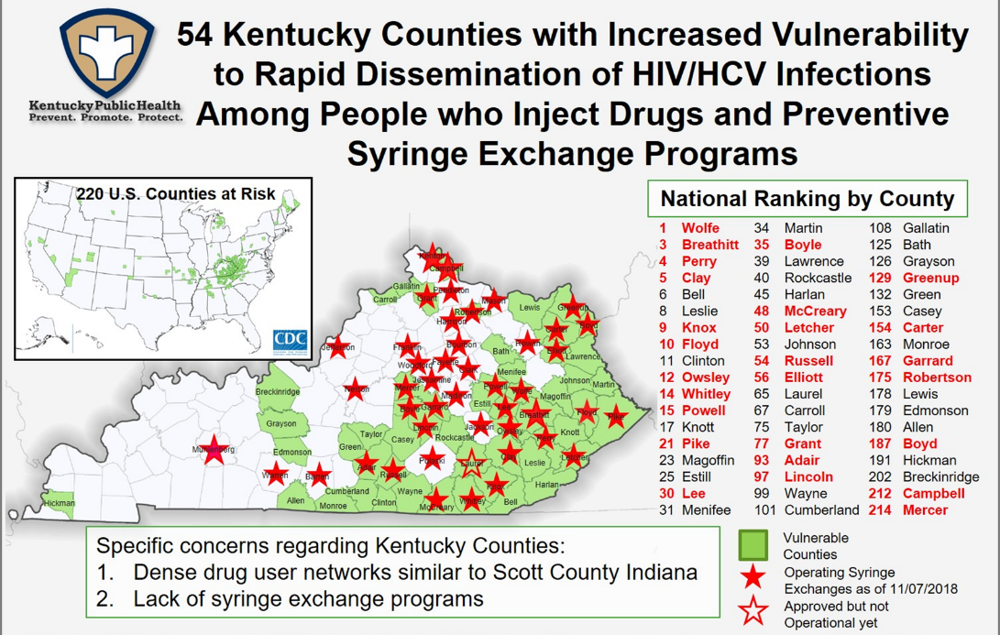 54 Kentucky Counties with Increased Vulnerability
to Rapid Dissemination of HIV/HCV Infections
Among People who Inject Drugs and Preventive
Syringe Exchange Programs
KentuckyPublicHealth
Prevent. Promote. Protect.
220 U.S. Counties at Risk
CDC
National Ranking by County
1 Wolfe
3 Breathitt
4 Perry
5 Clay
6 Bell
8 Leslie
9 Knox
10 Floyd
11 Clinton
12 Owsley
14 Whitley
15 Powell
17 Knott
21 Pike
23 Magoffin
25 Estill
30 Lee
31 Menifee
34 Martin
35 Boyle
39 Lawrence
40 Rockcastle
45 Harlan
48 McCreary
50 Letcher
53 Johnson
54 Russell
56 Elliott
65 Laurel
67 Carroll
75 Taylor
77 Grant
93 Adair
97 Lincoln
99 Wayne
101 Cumberland
108 Gallatin
125 Bath
126 Grayson
129 Greenup
132 Green
153 Casey
154 Carter
163 Monroe
167 Garrard
175 Robertson
178 Lewis
179 Edmonson
180 Allen
187 Boyd
191 Hickman
202 Breckinridge
212 Campbell
214 Mercer
Kenton
Campbell
Gallatin
Pendleton
Carroll
Grant
Mason
Robertson
Lewis
Greenup
Harrison
Carter
Boyd
Jefferson
Franklin
Bourbon
Rowan
Elliott
Bath
Lawrence
Woodford
Fayette
Clark
Menifee
Jessamine
Johnson
Martin
Nelson
Mercer
Madison
Powell
Wolfe
Magoffin
Breckinridge
Boyle
Garrard
Estill
Lee
Breathitt
Floyd
Pike
Grayson
Lincoln
Jackson
Owsley
Knott
Taylor
Casey
Rockcastle
Perry
Muhlenberg
Edmonson
Green
Pulaski
Laurel
Clay
Leslie
Letcher
Adair
Russell
Warren
Barren
Knox
Harlan
Cumberland
Wayne
Hickman
Allen
Monroe
Clinton
McCreary
Whitley
Bell
Specific concerns regarding Kentucky Counties:
1. Dense drug user networks similar to Scott County Indiana
2. Lack of syringe exchange programs
Vulnerable
Counties
Operating Syringe
Exchanges as of 11/07/2018
Approved but not
Operational yet